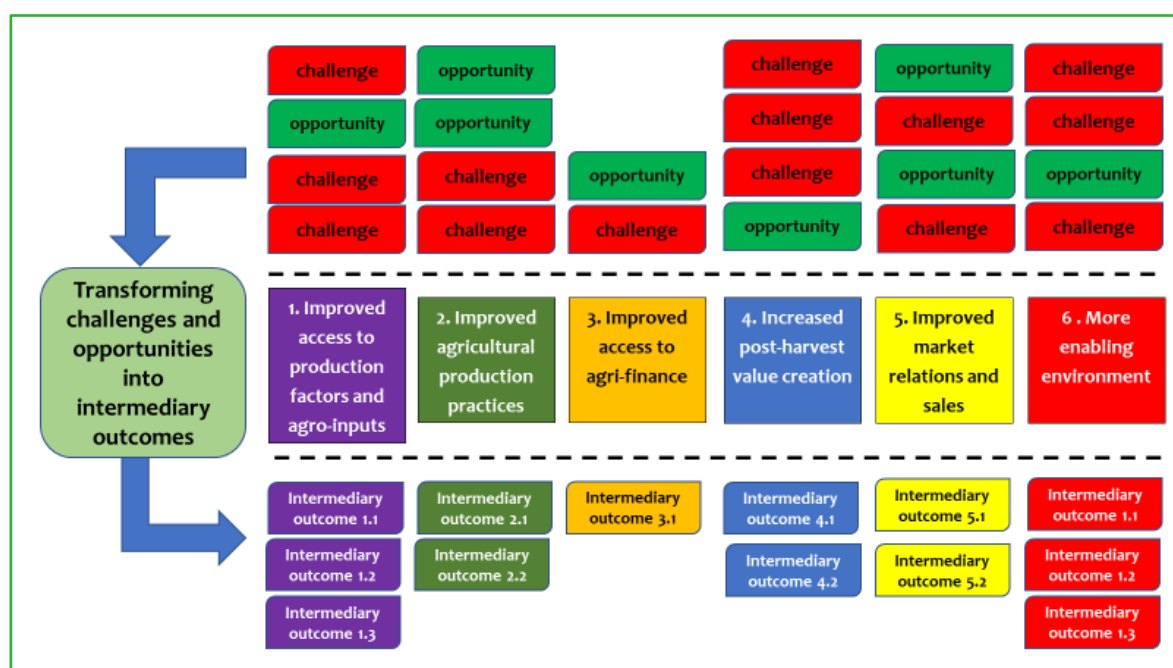 challenge
opportunity
challenge
opportunity
challenge
opportunity
opportunity
challenge
challenge
challenge
challenge
challenge
opportunity
challenge
opportunity
challenge
opportunity
opportunity
challenge
challenge
challenge
opportunity
challenge
challenge
Transforming
challenges and
opportunities
into
intermediary
outcomes
1. Improved
access to
production
factors and
agro-inputs
2. Improved
agricultural
production
practices
3. Improved
access to
agri-finance
4. Increased
post-harvest
value creation
5. Improved
market
relations and
sales
6 . More
enabling
environment
Intermediary
outcome 1.1
Intermediary
outcome 2.1
Intermediary
outcome 3.1
Intermediary
outcome 4.1
Intermediary
outcome 5.1
Intermediary
outcome 1.1
Intermediary
outcome 1.2
Intermediary
outcome 2.2
Intermediary
outcome 4.2
Intermediary
outcome 5.2
Intermediary
outcome 1.2
Intermediary
outcome 1.3
Intermediary
outcome 1.3